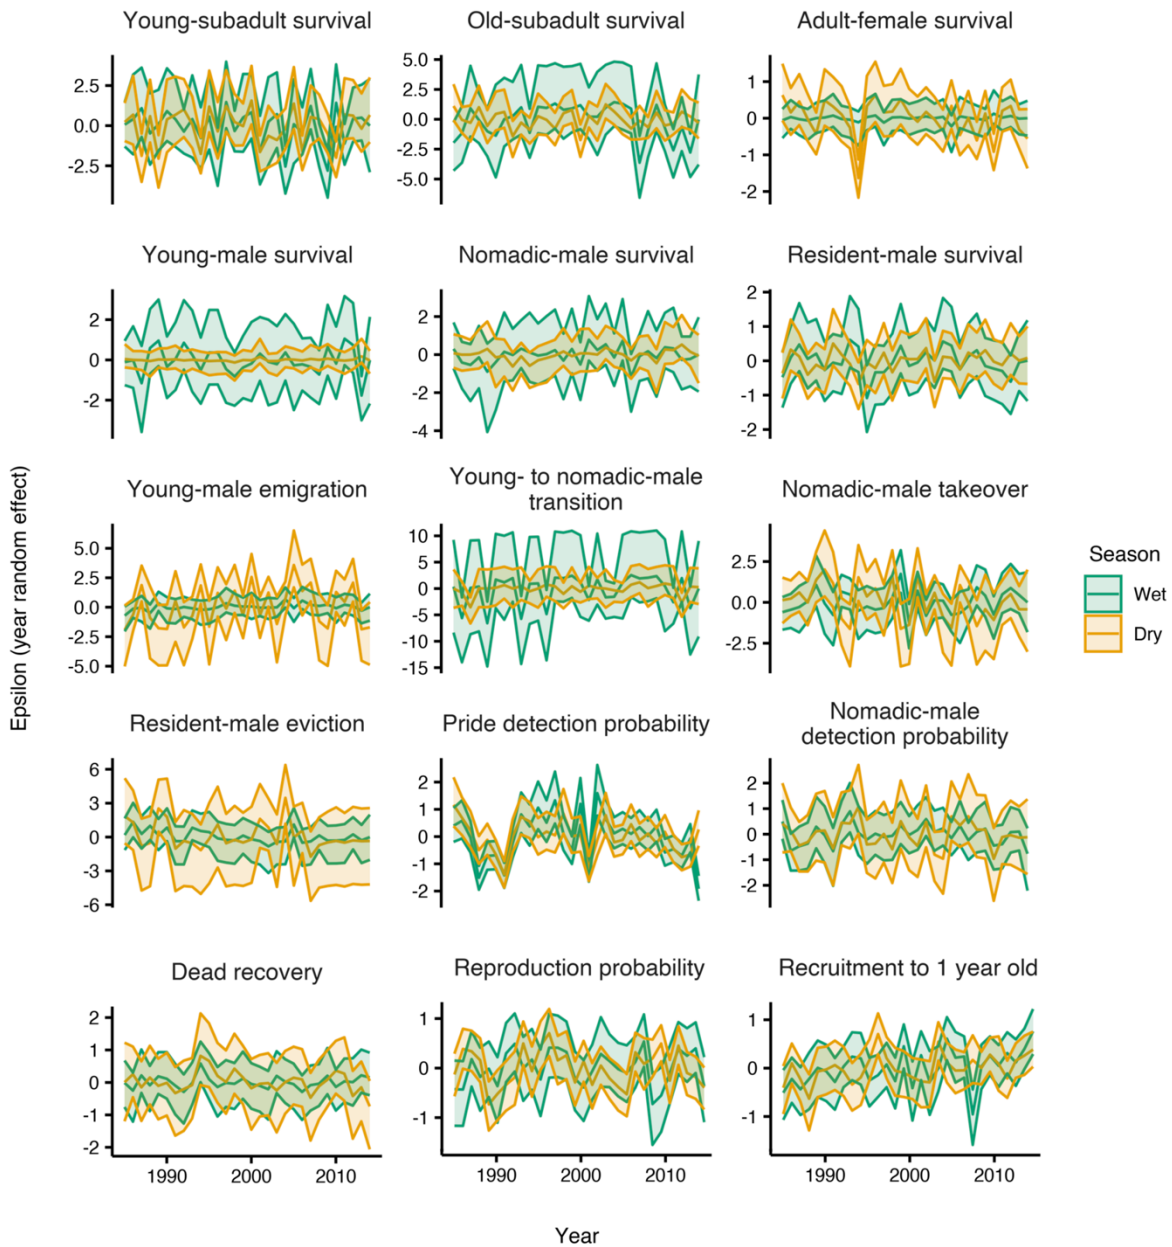 Young-subadult survival
Old-subadult survival
Adult-female survival
2.5
0.0
-2.5
5.0
2.5
0.0
-2.5
-5.0
1
0
-1
-2
Young-male survival
Nomadic-male survival
Resident-male survival
2
0
-2
2
0
-2
-4
2
1
0
-1
-2
Young-male emigration
Young- to nomadic-male
transition
Nomadic-male takeover
5.0
2.5
0.0
-2.5
-5.0
10
5
0
-5
-10
-15
2.5
0.0
-2.5
Resident-male eviction
Pride detection probability
Nomadic-male
detection probability
6
3
0
-3
-6
2
1
0
-1
-2
2
1
0
-1
-2
Dead recovery
Reproduction probability
Recruitment to 1 year old
2
1
0
-1
-2
1
0
-1
1
0
-1
1990 2000 2010
1990 2000 2010
1990 2000 2010
Year
Epsilon (year random effect)
Season
Wet
Dry